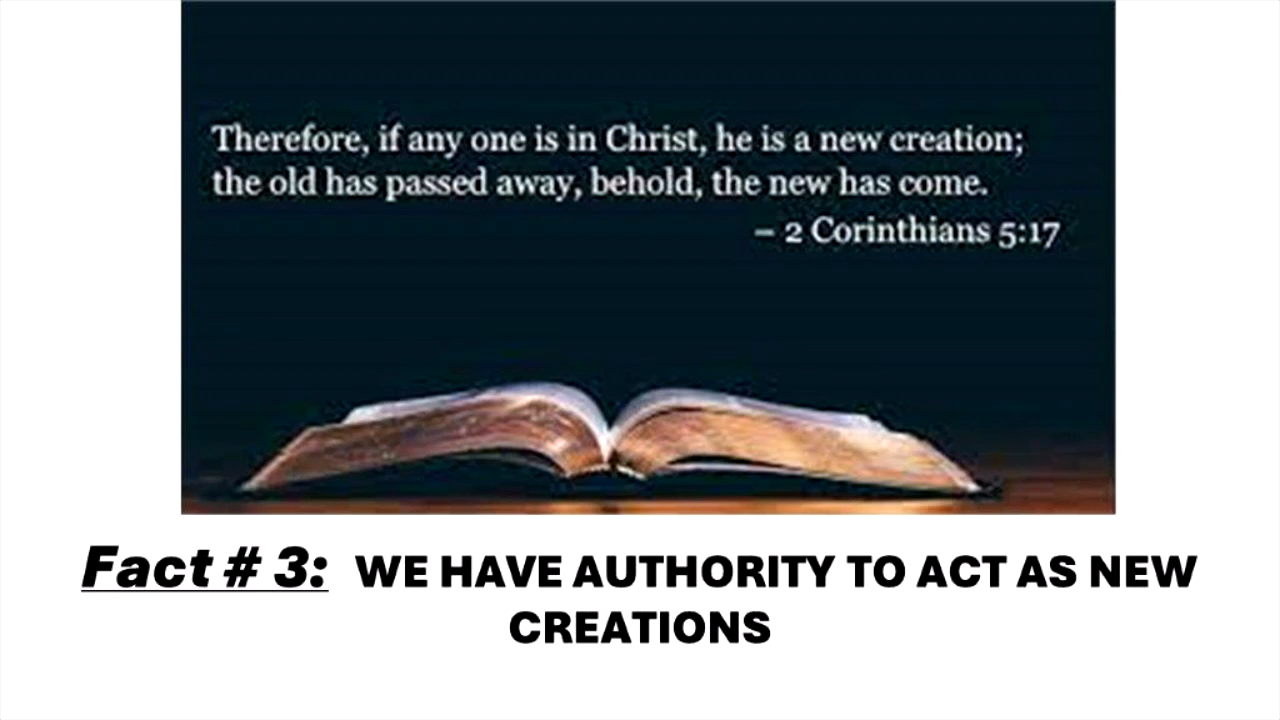 Therefore, if any one is in Christ, he is a new creation;
the old has passed away, behold, the new has come.
– 2 Corinthians 5:17
Fact # 3: WE HAVE AUTHORITY TO ACT AS NEW
CREATIONS